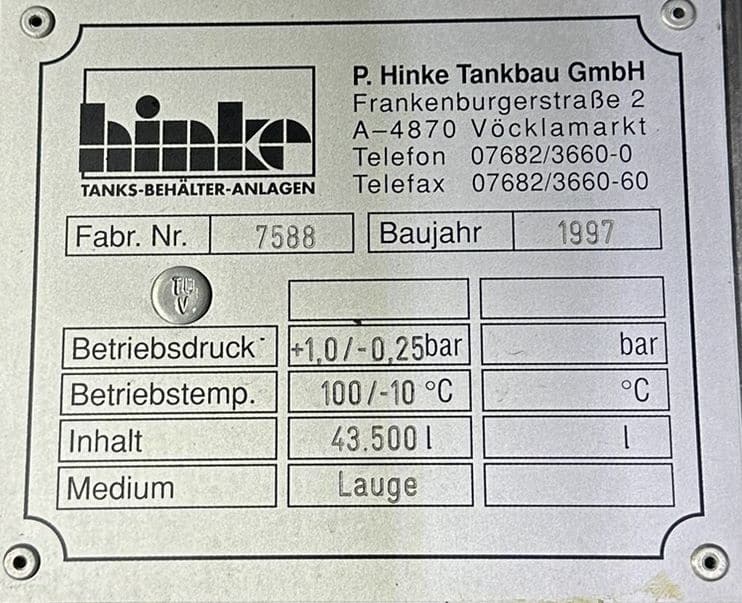 hinke
TANKS-BEHÄLTER-ANLAGEN
P. Hinke Tankbau GmbH
Frankenburgerstraße 2
A-4870 Vöcklamarkt
Telefon 07682/3660-0
Telefax 07682/3660-60
Fabr. Nr. 7588 Baujahr 1997
TÜ
V
Betriebsdruck +1,0/-0,25bar bar
Betriebstemp. 100/-10 °C °C
Inhalt 43.500 l l
Medium Lauge